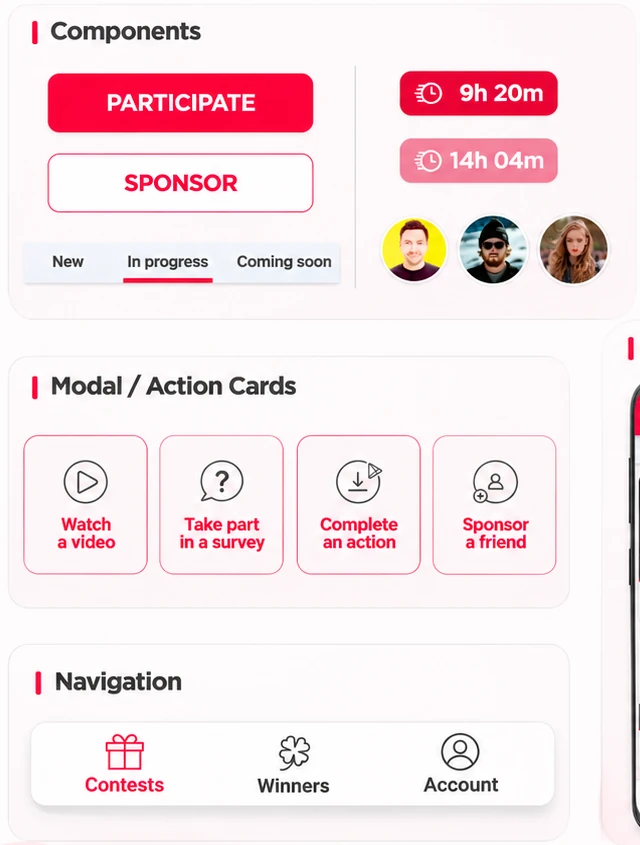 Components
PARTICIPATE
SPONSOR
New
In progress
Coming soon
9h 20m
14h 04m
Modal / Action Cards
Watch
a video
?
Take part
in a survey
Complete
an action
Sponsor
a friend
Navigation
Contests
Winners
Account